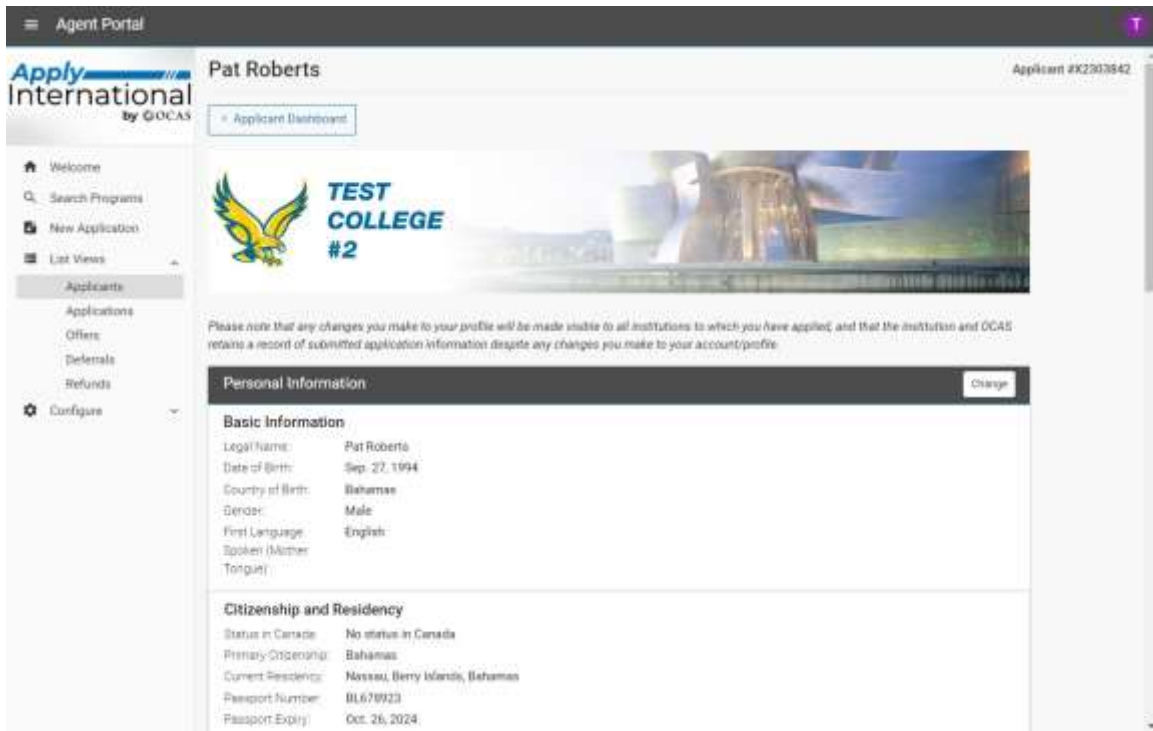 Agent Portal
T
Apply
International
by OCAS
Pat Roberts
Applicant #X2303842
< Applicant Dashboard
Welcome
Search Programs
New Application
List Views
Applicants
Applications
Offers
Deferrals
Refunds
Configure
TEST
COLLEGE
#2
Please note that any changes you make to your profile will be made visible to all institutions to which you have applied, and that the institution and OCAS
retains a record of submitted application information despite any changes you make to your account/profile.
Personal Information
Change
Basic Information
Legal Name: Pat Roberts
Date of Birth: Sep. 27, 1994
Country of Birth: Bahamas
Gender: Male
First Language English
Spoken (Mother
Tongue):
Citizenship and Residency
Status in Canada: No status in Canada
Primary Citizenship: Bahamas
Current Residency: Nassau, Berry Islands, Bahamas
Passport Number: BL678923
Passport Expiry: Oct. 26, 2024